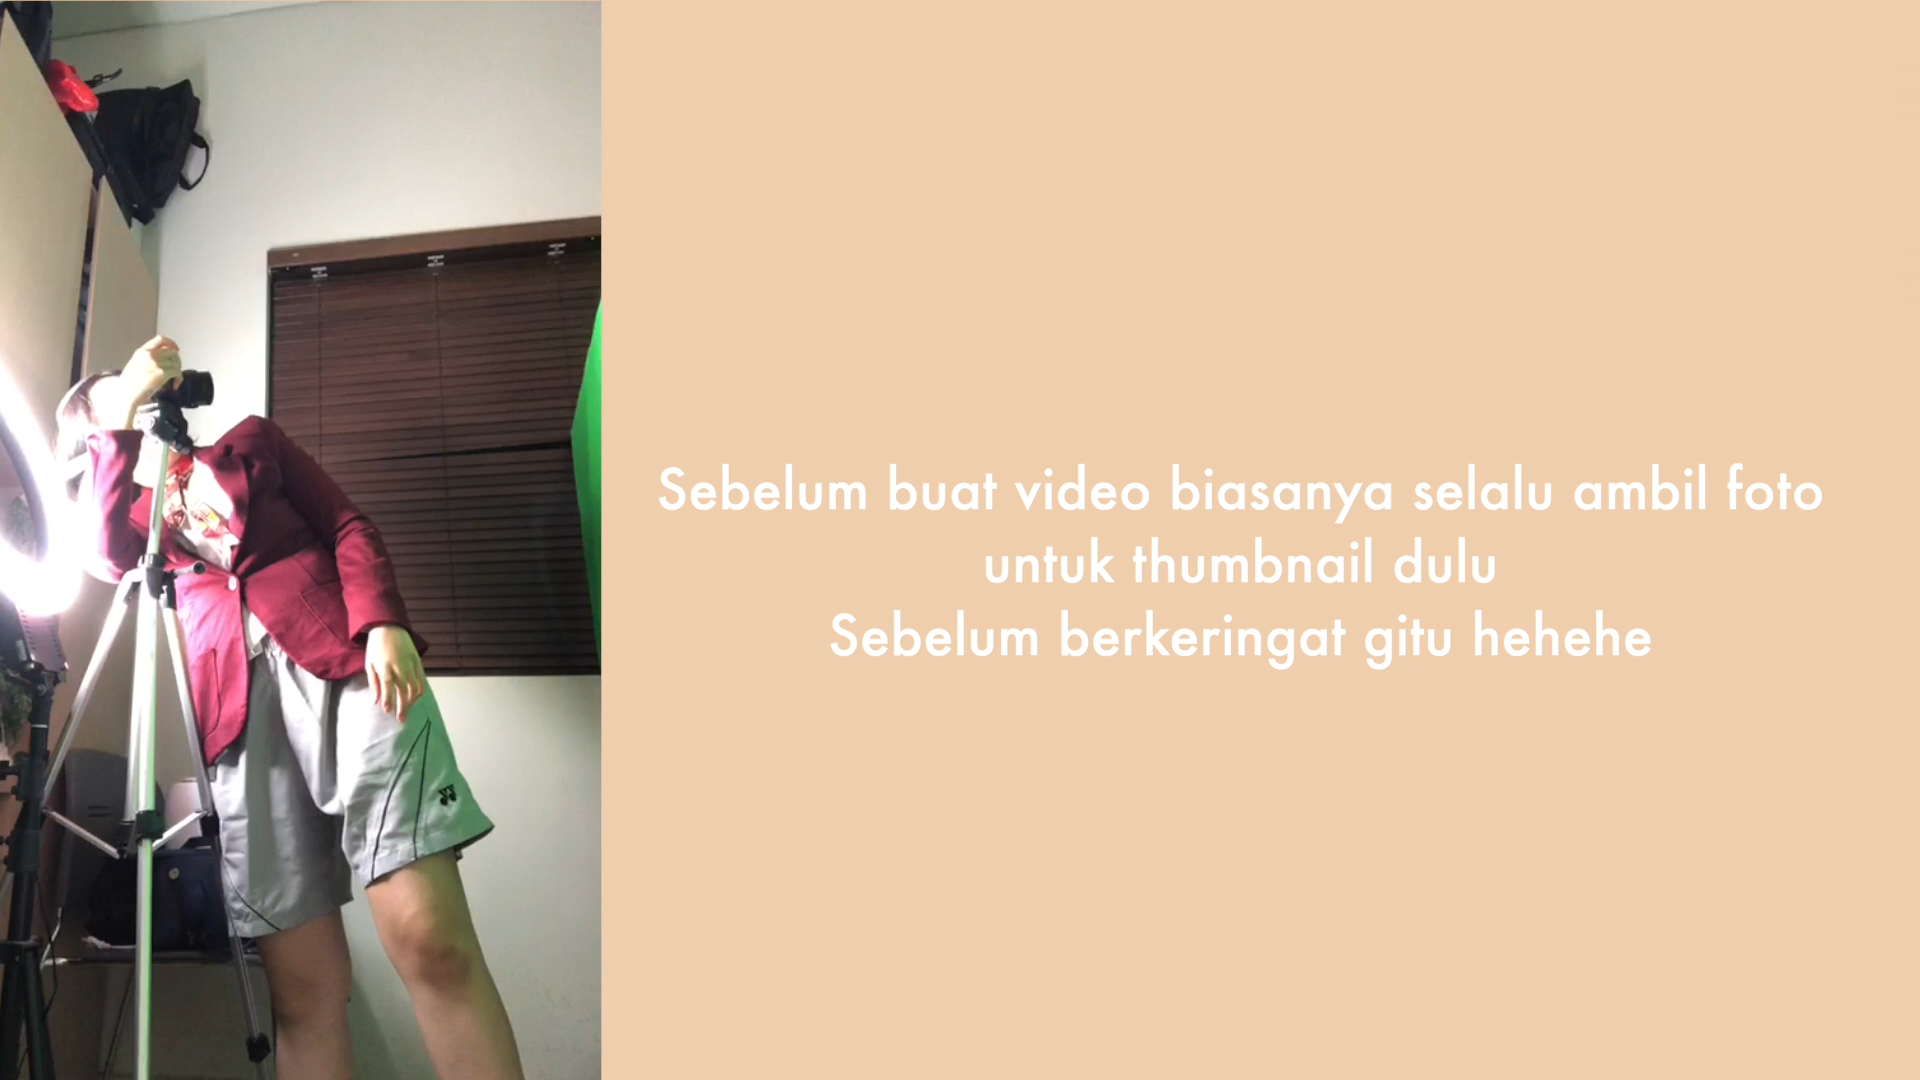 Sebelum buat video biasanya selalu ambil foto
untuk thumbnail dulu
Sebelum berkeringat gitu hehehe